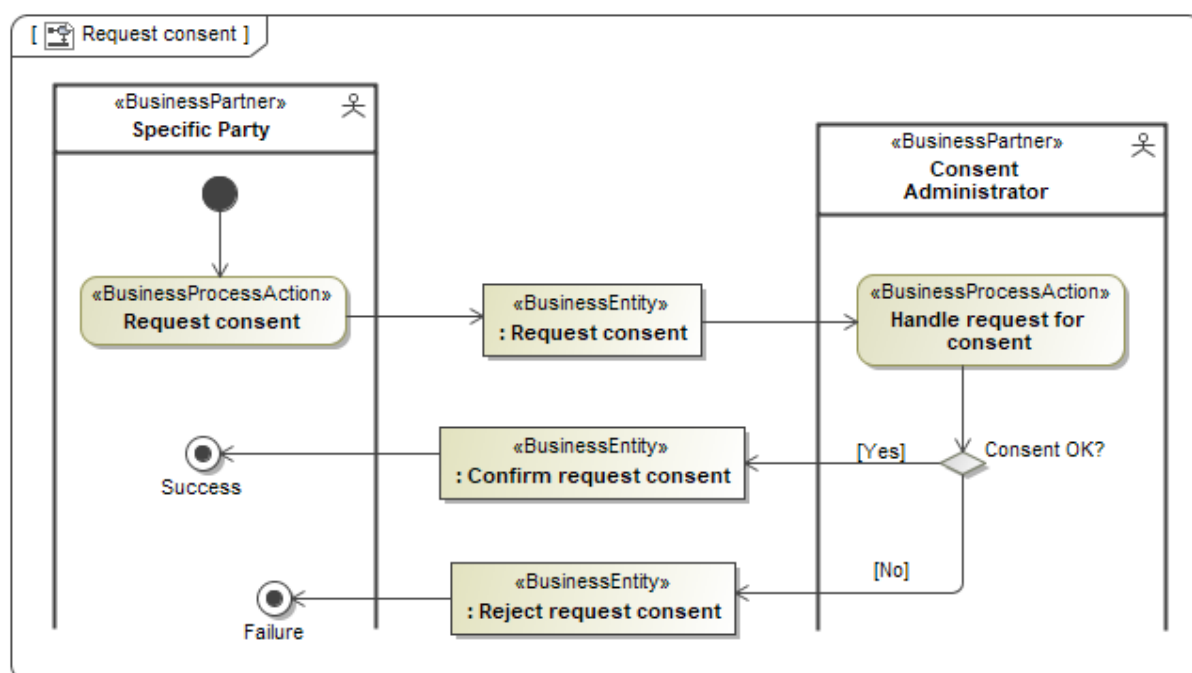 [ Request consent ]
«BusinessPartner»
Specific Party
«BusinessPartner»
Consent
Administrator
«BusinessProcessAction»
Request consent
«BusinessEntity»
: Request consent
«BusinessProcessAction»
Handle request for
consent
Success
«BusinessEntity»
: Confirm request consent
[Yes]
Consent OK?
Failure
«BusinessEntity»
: Reject request consent
[No]